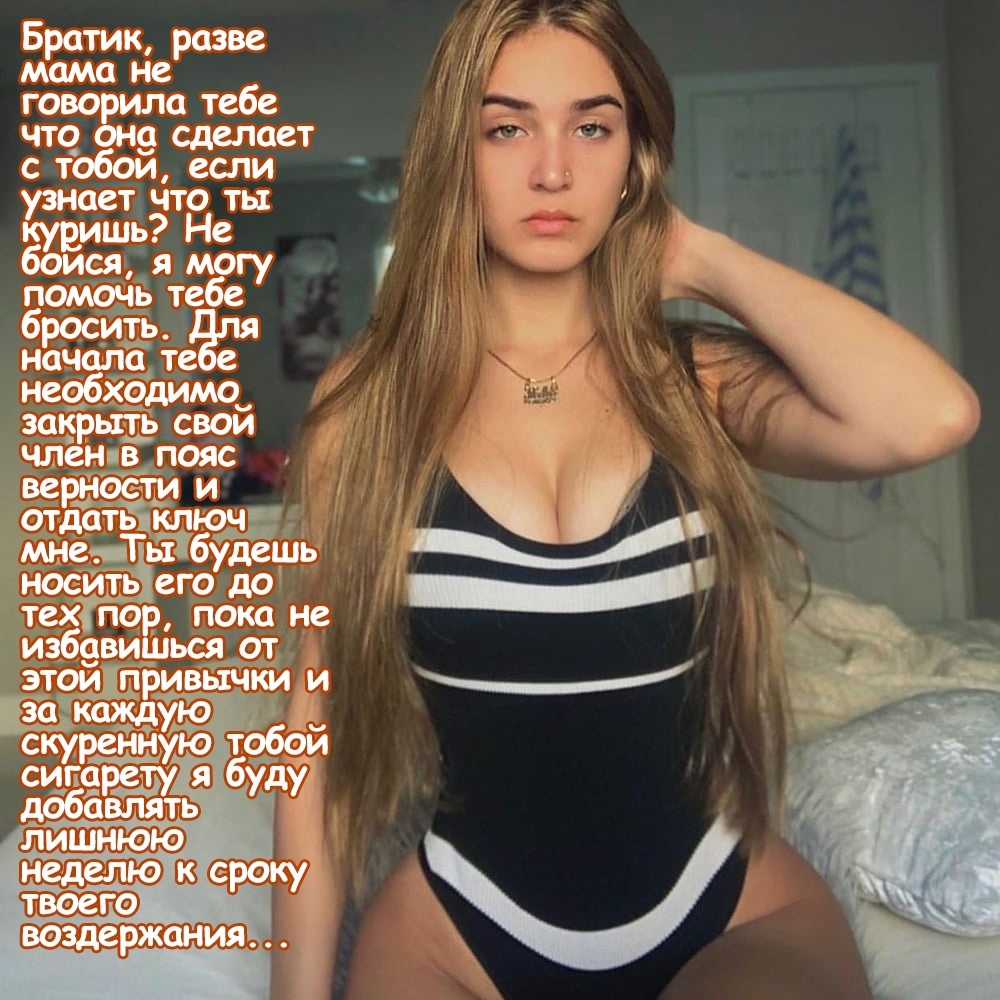 Братик, разве
мама не
говорила тебе
что она сделает
с тобой, если
узнает что ты
куришь? Не
бойся, я могу
помочь тебе
бросить. Для
начала тебе
необходимо
закрыть свой
член в пояс
верности и
отдать ключ
мне. Ты будешь
носить его до
тех пор, пока не
избавишься от
этой привычки и
за каждую
скуренную тобой
сигарету я буду
добавлять
лишнюю
неделю к сроку
твоего
воздержания...